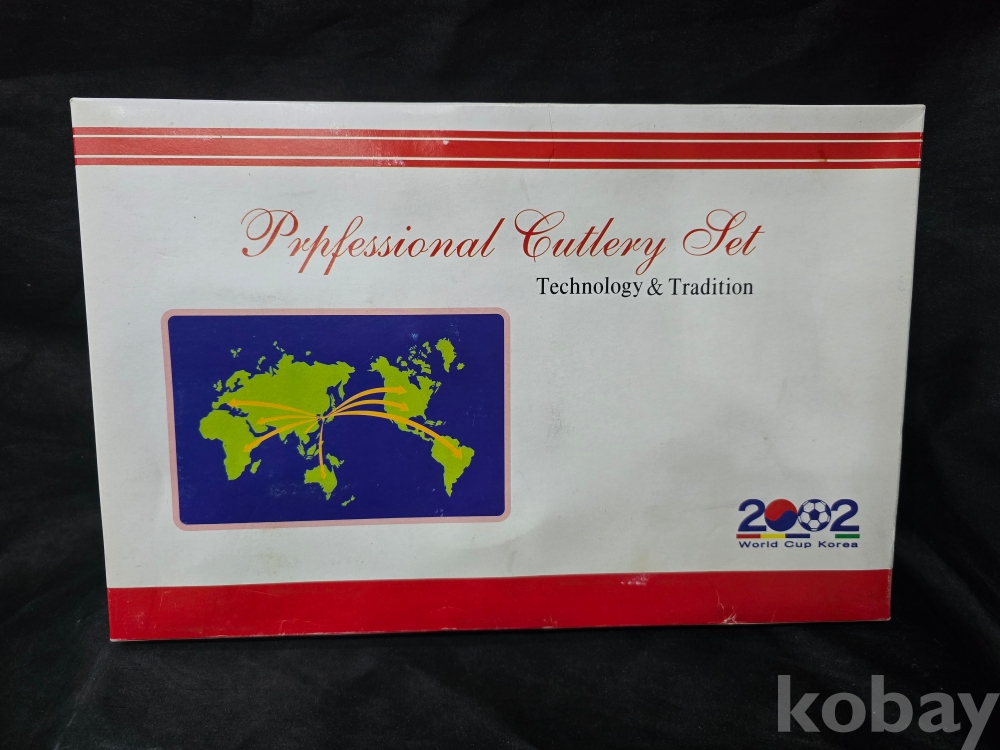 Prpfessional Cutlery Set
Technology & Tradition
2002
World Cup Korea
kobay